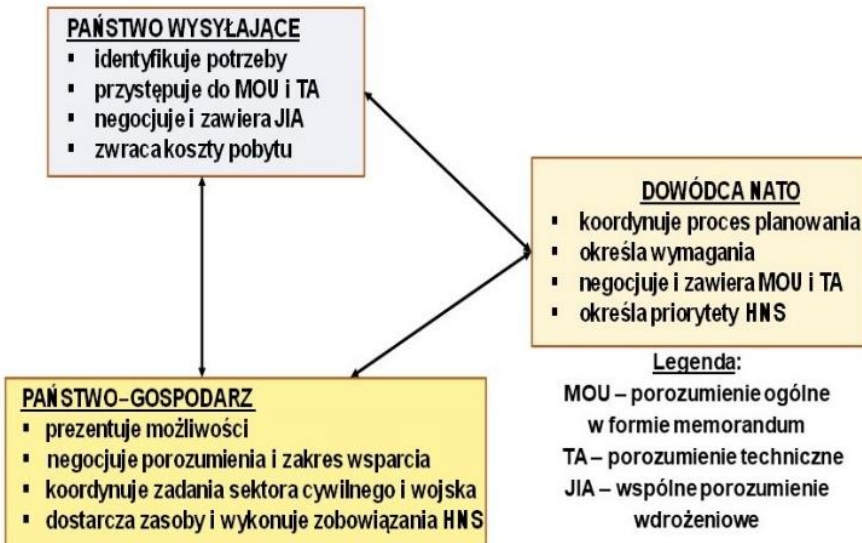 PAŃSTWO WYSYŁAJĄCE
▪ identyfikuje potrzeby
▪ przystępuje do MOU i TA
▪ negocjuje i zawiera JIA
▪ zwraca koszty pobytu
DOWÓDCA NATO
▪ koordynuje proces planowania
▪ określa wymagania
▪ negocjuje i zawiera MOU i TA
▪ określa priorytety HNS
PAŃSTWO–GOSPODARZ
▪ prezentuje możliwości
▪ negocjuje porozumienia i zakres wsparcia
▪ koordynuje zadania sektora cywilnego i wojska
▪ dostarcza zasoby i wykonuje zobowiązania HNS
Legenda:
MOU – porozumienie ogólne
w formie memorandum
TA – porozumienie techniczne
JIA – wspólne porozumienie
wdrożeniowe